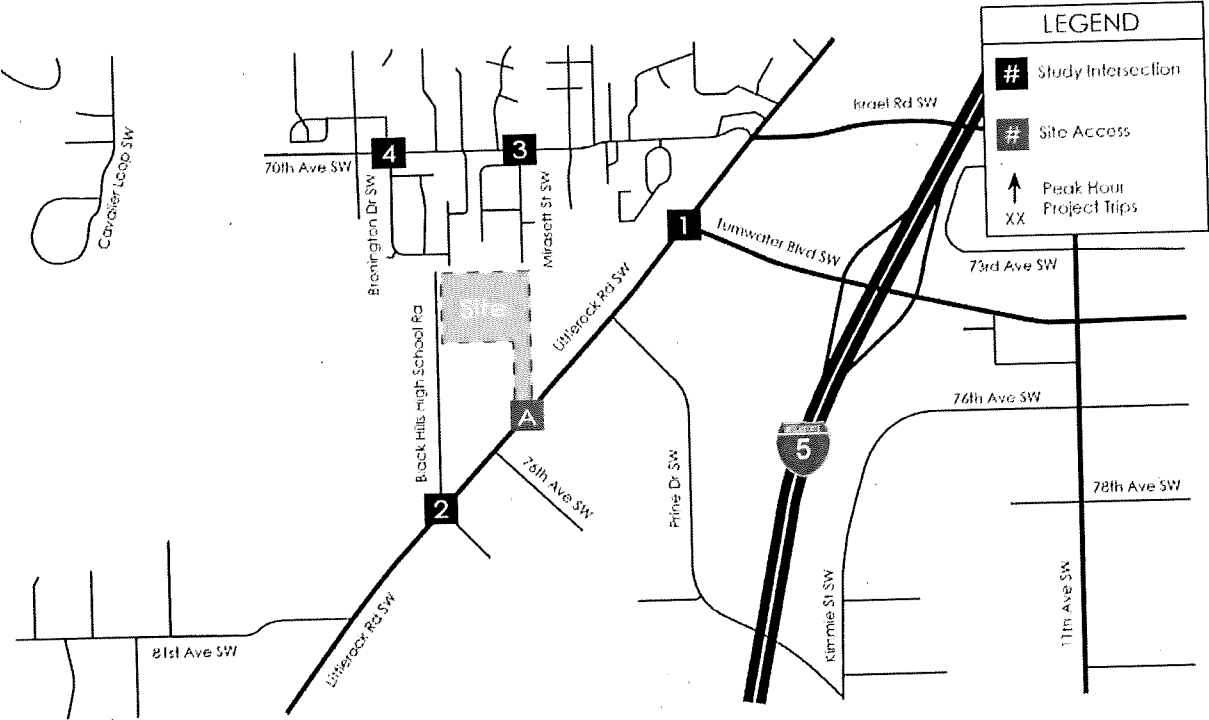 LEGEND
# Study Intersection
# Site Access
XX Peak Hour
Project Trips
Israel Rd SW
70th Ave SW
4
3
Cavalier Loop SW
Bronington Dr SW
Mirasett St SW
1
Tumwater Blvd SW
73rd Ave SW
Site
Littlerock Rd SW
Black Hills High School Rd
A
76th Ave SW
5
76th Ave SW
Prine Dr SW
78th Ave SW
2
Kimmie St SW
11th Ave SW
Littlerock Rd SW
81st Ave SW